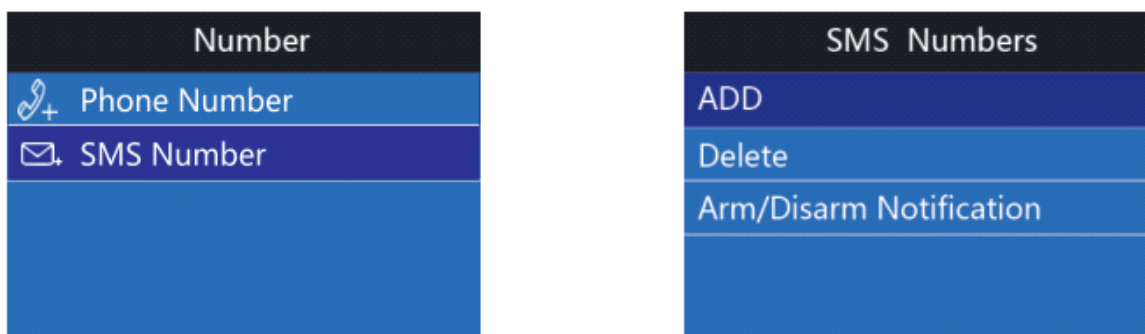 Number
Phone Number
SMS Number
SMS Numbers
ADD
Delete
Arm/Disarm Notification